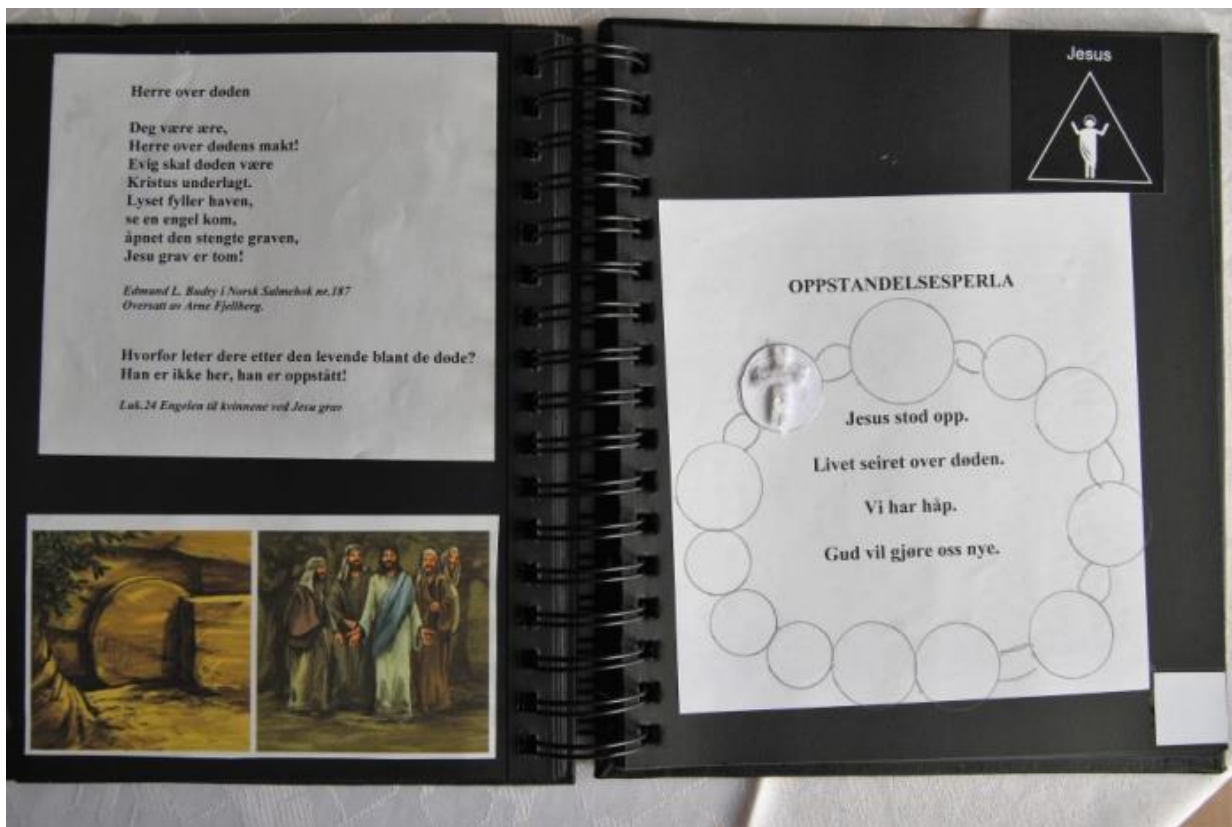 Herre over døden
Deg være ære,
Herre over dødens makt!
Evig skal døden være
Kristus underlagt.
Lyset fyller haven,
se en engel kom,
åpnet den stengte graven,
Jesu grav er tom!
Edmund L. Budry i Norsk Salmebok nr.187
Oversatt av Arne Fjellberg.
Hvorfor leter dere etter den levende blant de døde?
Han er ikke her, han er oppstått!
Luk.24 Engelen til kvinnene ved Jesu grav
Jesus
OPPSTANDELSESPERLA
Jesus stod opp.
Livet seiret over døden.
Vi har håp.
Gud vil gjøre oss nye.